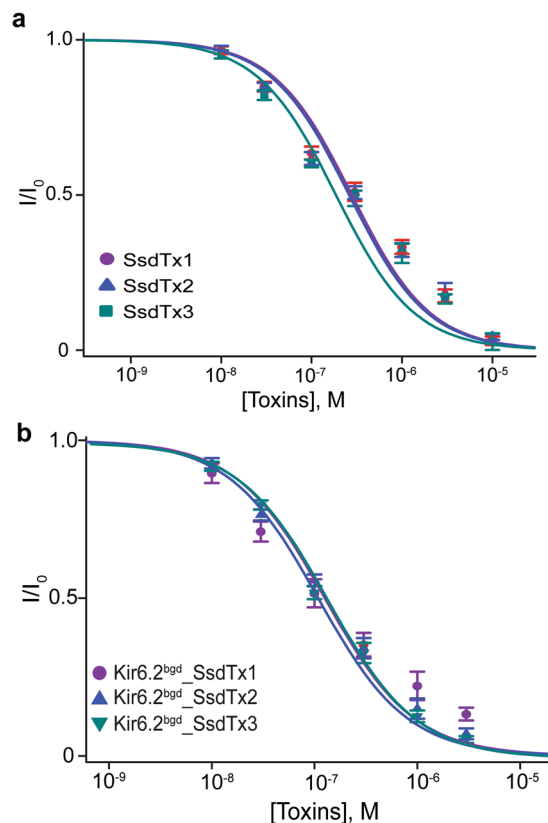 a
1.0
0.5
0
I/I₀
SsdTx1
SsdTx2
SsdTx3
10⁻⁹ 10⁻⁸ 10⁻⁷ 10⁻⁶ 10⁻⁵
[Toxins], M
b
1.0
0.5
0
I/I₀
Kir6.2ᵇᵍᵈ_SsdTx1
Kir6.2ᵇᵍᵈ_SsdTx2
Kir6.2ᵇᵍᵈ_SsdTx3
10⁻⁹ 10⁻⁸ 10⁻⁷ 10⁻⁶ 10⁻⁵
[Toxins], M